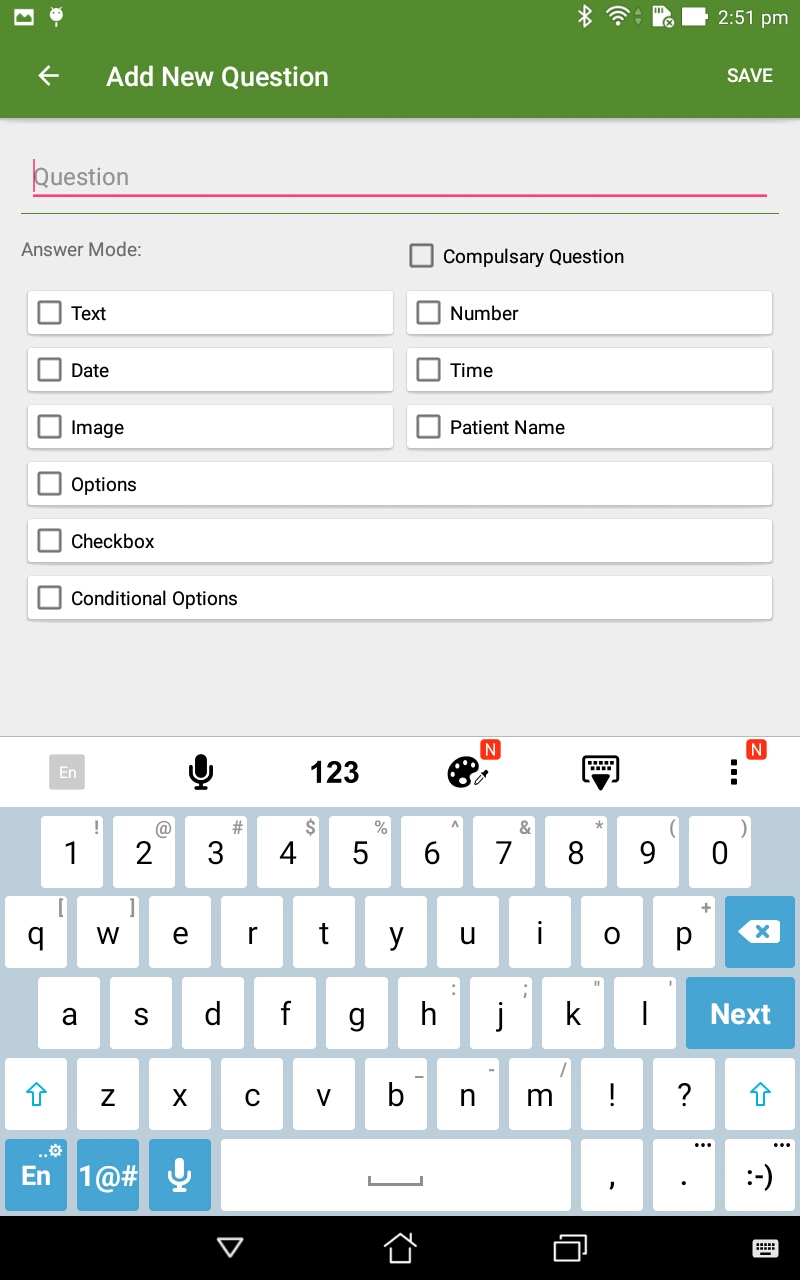 2:51 pm
Add New Question
SAVE
Question
Answer Mode:
Compulsary Question
Text
Number
Date
Time
Image
Patient Name
Options
Checkbox
Conditional Options
En
123
N
N
! @ # $ % ^ & * ( )
1 2 3 4 5 6 7 8 9 0
[ ] +
q w e r t y u i o p
: ; " '
a s d f g h j k l Next
_ - /
z x c v b n m ! ?
En 1@# , . :-)